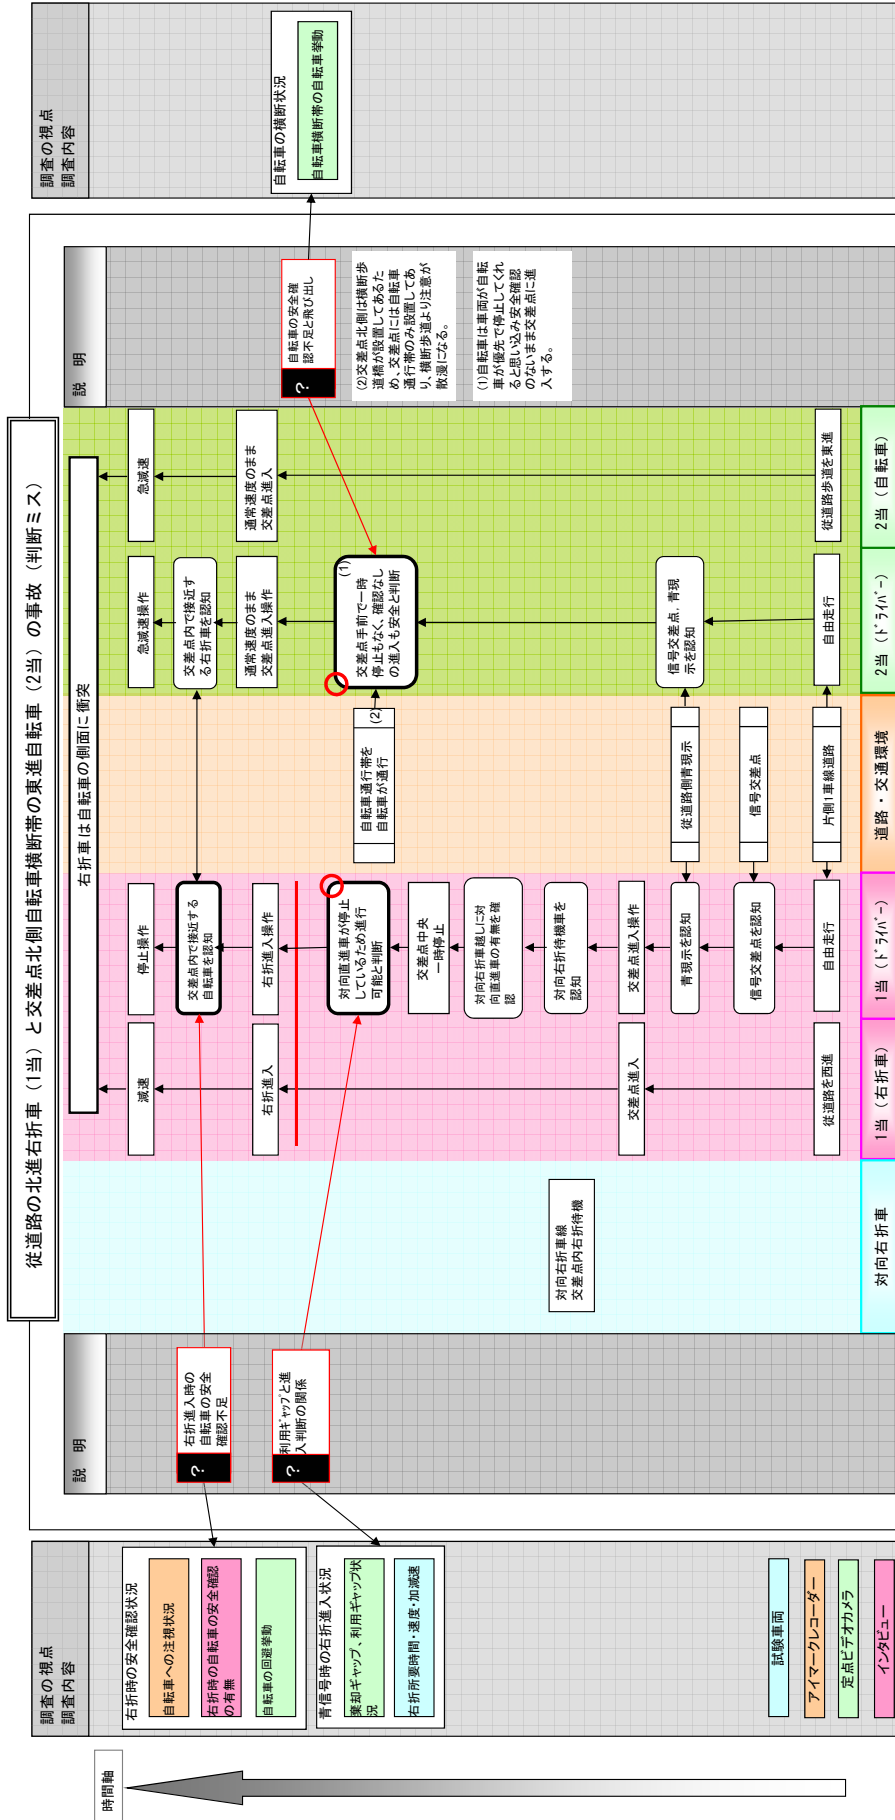 従道路の北進右折車（1当）と交差点北側自転車横断帯の東進自転車（2当）の事故（判断ミス）
時間軸
調査の視点
調査内容
右折時の安全確認状況
自転車への注視状況
右折時の自転車の安全確認
の有無
自転車の回避挙動
青信号時の右折進入状況
棄却ギャップ、利用ギャップ状
況
右折所要時間・速度・加減速
試験車両
アイマークレコーダー
定点ビデオカメラ
インタビュー
説　明
?
右折進入時の
自転車の安全
確認不足
?
利用ギャップと進
入判断の関係
対向右折車線
交差点内右折待機
対向右折車
右折車は自転車の側面に衝突
減速
右折進入
交差点進入
従道路を西進
1当（右折車）
停止操作
交差点内で接近する
自転車を認知
右折進入操作
対向直進車が停止
しているため進行
可能と判断
交差点中央
一時停止
対向右折車越しに対
向直進車の有無を確
認
対向右折待機車を
認知
交差点進入操作
青現示を認知
信号交差点を認知
自由走行
1当（ドライバー）
自転車通行帯を
自転車が通行
(2)
従道路側青現示
信号交差点
片側1車線道路
道路・交通環境
急減速操作
交差点内で接近す
る右折車を認知
通常速度のまま
交差点進入操作
(1)
交差点手前で一時
停止もなく、確認なし
の進入も安全と判断
信号交差点、青現
示を認知
自由走行
2当（ドライバー）
急減速
通常速度のまま
交差点進入
従道路歩道を東進
2当（自転車）
説　明
?
自転車の安全確
認不足と飛び出し
(2)交差点北側は横断歩
道橋が設置してあるた
め、交差点には自転車
通行帯のみ設置してあ
り、横断歩道より注意が
散漫になる。
(1)自転車は車両が自転
車が優先で停止してくれ
ると思い込み安全確認
のないまま交差点に進
入する。
調査の視点
調査内容
自転車の横断状況
自転車横断帯の自転車挙動